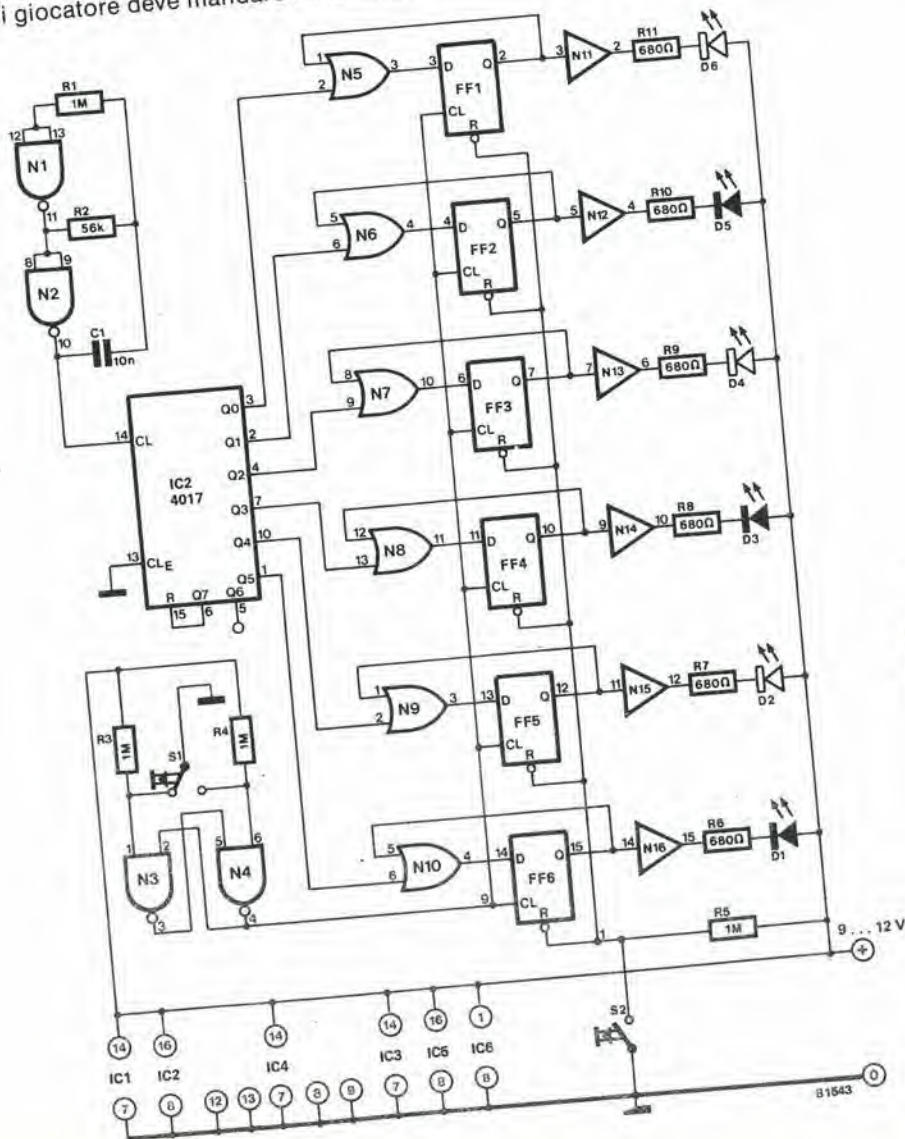 i giocatore deve mandare
R1
1M
12
13
N1
11
R2
56k
8
9
N2
10
C1
10n
14
CL
IC2
4017
13
CLE
R
15
Q7
6
Q6
5
Q0
3
Q1
2
Q2
4
Q3
7
Q4
10
Q5
1
1
2
N5
3
3
D
Q
2
FF1
CL
R
3
N11
2
R11
680Ω
D6
5
6
N6
4
4
D
Q
5
FF2
CL
R
5
N12
4
R10
680Ω
D5
8
9
N7
10
6
D
Q
7
FF3
CL
R
7
N13
6
R9
680Ω
D4
12
13
N8
11
11
D
Q
10
FF4
CL
R
9
N14
10
R8
680Ω
D3
1
2
N9
3
13
D
Q
12
FF5
CL
R
11
N15
12
R7
680Ω
D2
5
6
N10
4
14
D
Q
15
FF6
9
CL
R
1
14
N16
15
R6
680Ω
D1
R3
1M
S1
R4
1M
1
2
N3
3
5
6
N4
4
R5
1M
9 ... 12 V
+
S2
14
16
14
14
16
1
IC1
IC2
IC4
IC3
IC5
IC6
7
8
12
13
7
8
9
7
8
8
81543
0